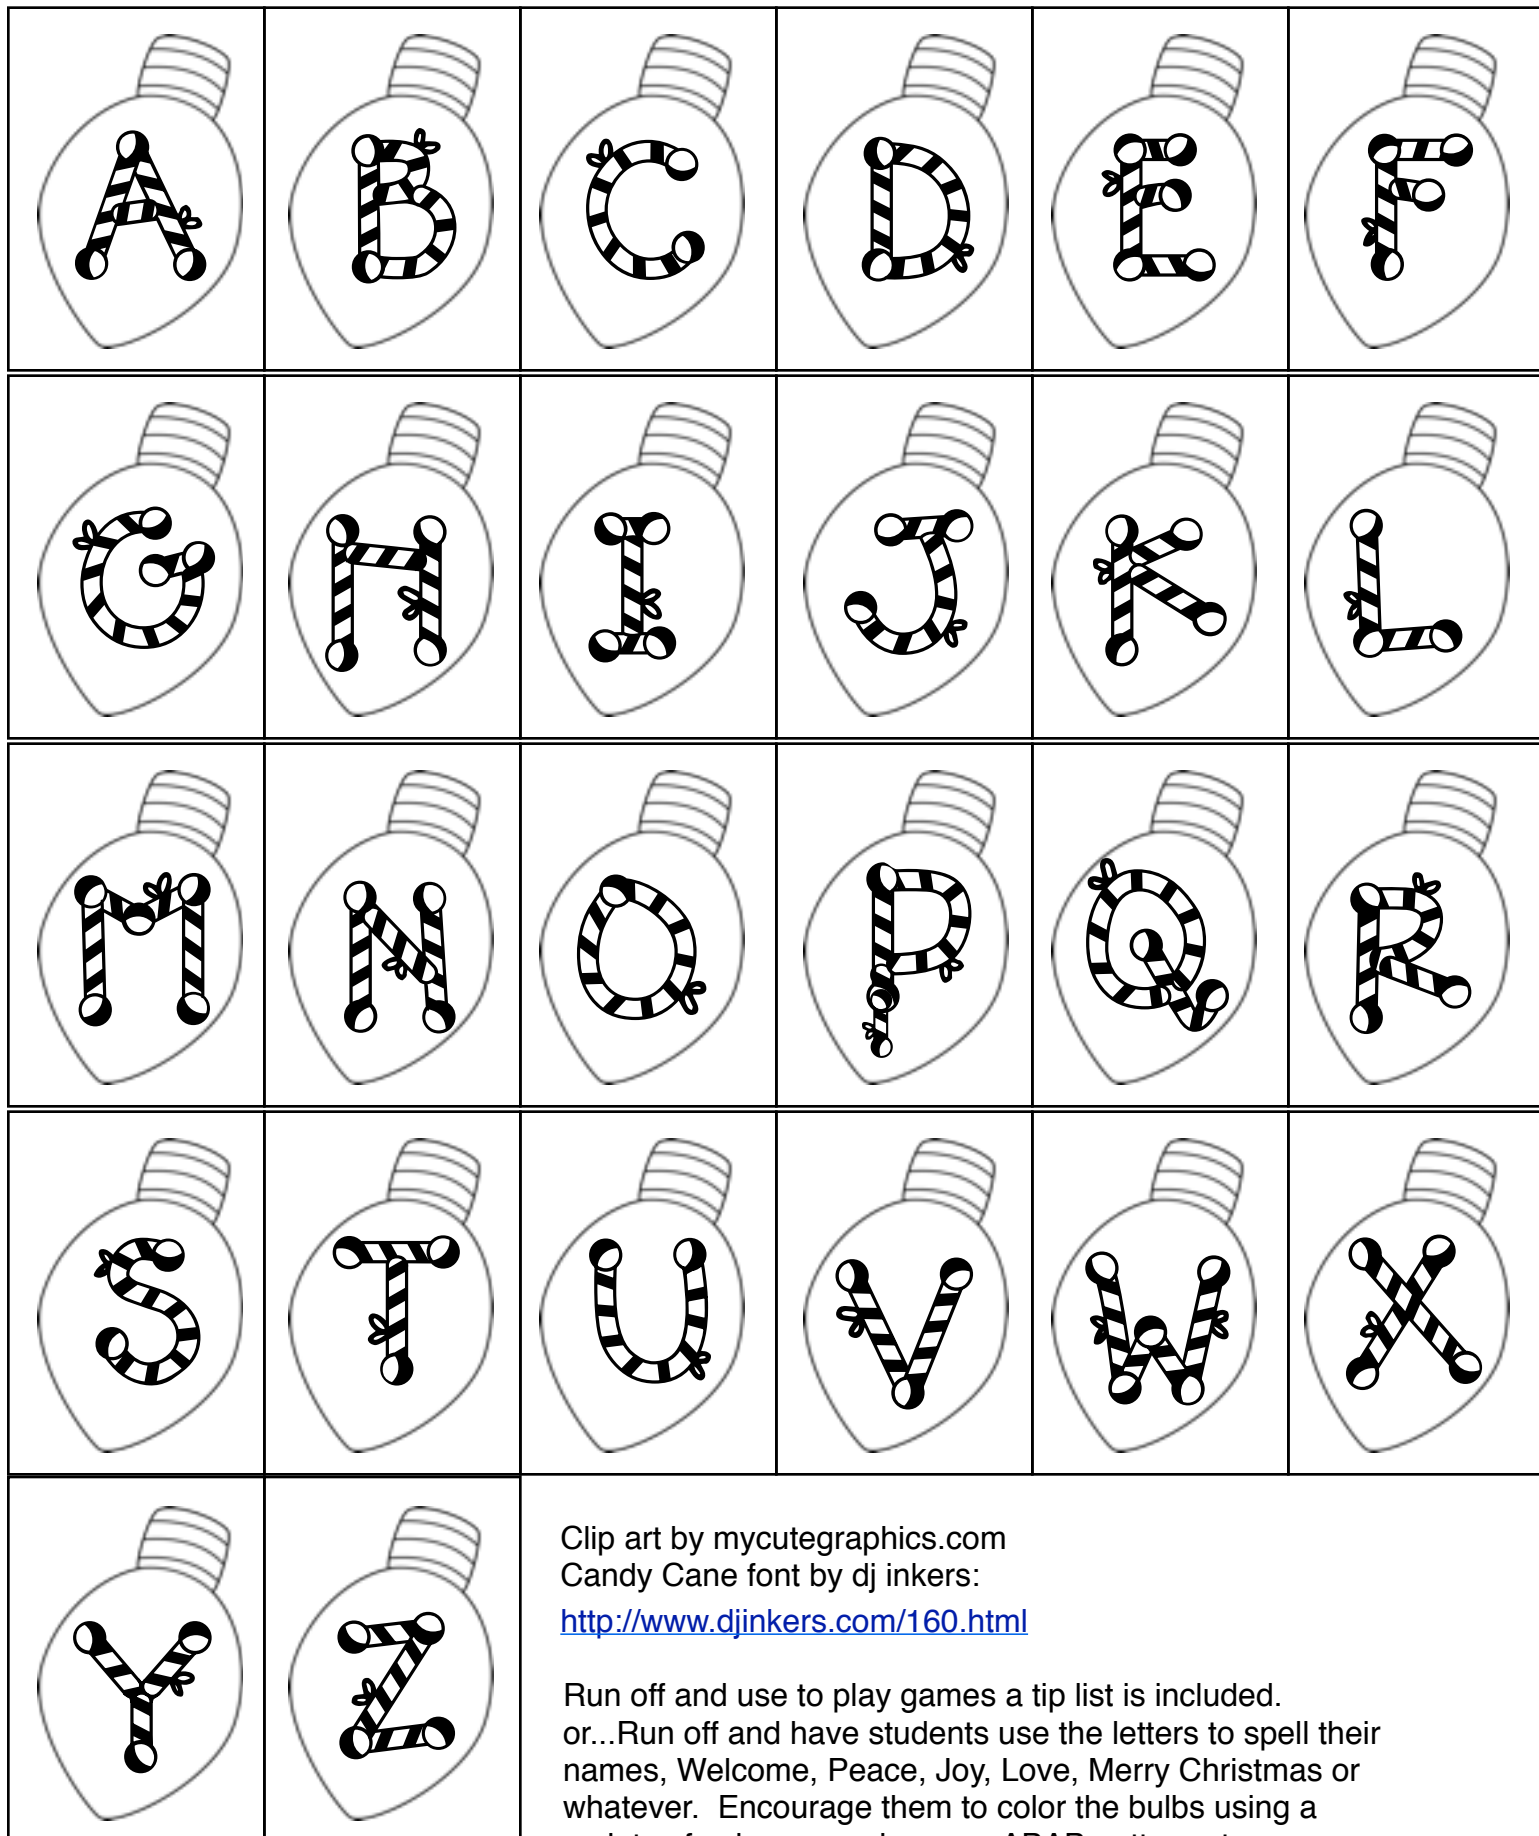 A B C D E F
G H I J K L
M N O P Q R
S T U V W X
Y Z
Clip art by mycutegraphics.com
Candy Cane font by dj inkers:
http://www.djinkers.com/160.html
Run off and use to play games a tip list is included.
or...Run off and have students use the letters to spell their
names, Welcome, Peace, Joy, Love, Merry Christmas or
whatever.  Encourage them to color the bulbs using a